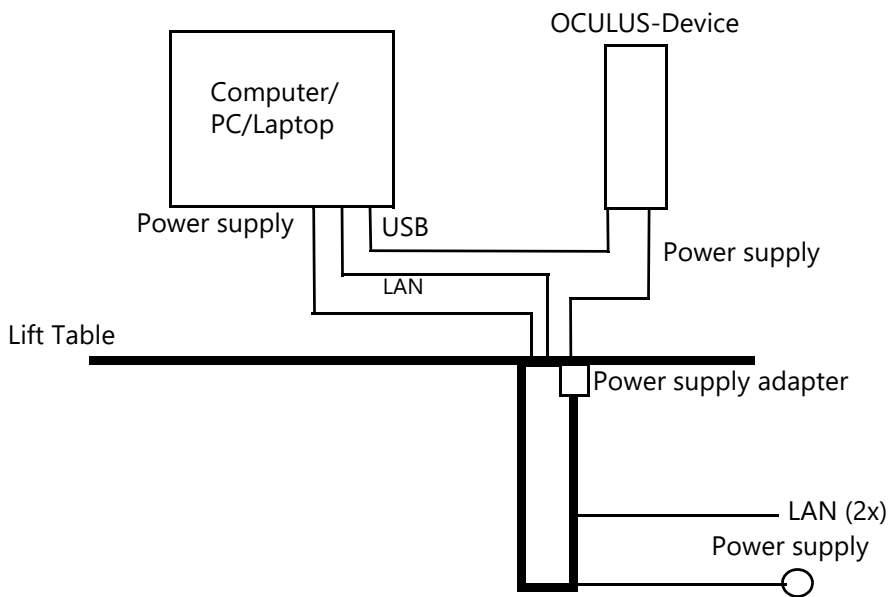 OCULUS-Device
Computer/
PC/Laptop
Power supply
USB
Power supply
LAN
Lift Table
Power supply adapter
LAN (2x)
Power supply